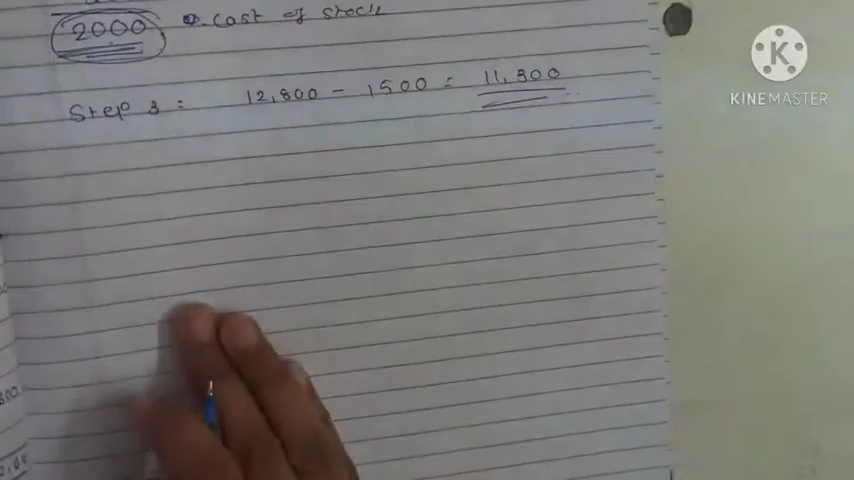 2000 Cost of stock
Step 3 : 12,800 - 1500 = 11,300
K
KINEMASTER